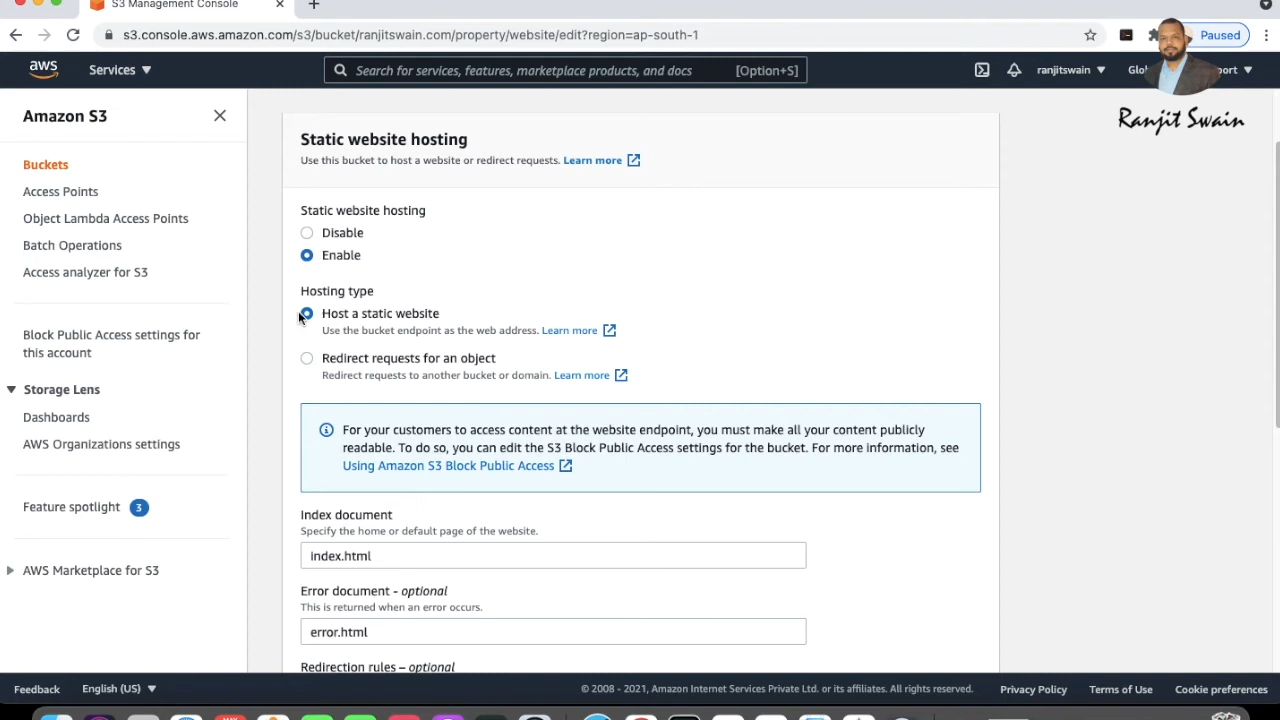 S3 Management Console
s3.console.aws.amazon.com/s3/bucket/ranjitswain.com/property/website/edit?region=ap-south-1
Paused
aws
Services
Search for services, features, marketplace products, and docs
[Option+S]
ranjitswain
Ranjit Swain
Amazon S3
Buckets
Access Points
Object Lambda Access Points
Batch Operations
Access analyzer for S3
Block Public Access settings for
this account
Storage Lens
Dashboards
AWS Organizations settings
Feature spotlight 3
AWS Marketplace for S3
Static website hosting
Use this bucket to host a website or redirect requests. Learn more
Static website hosting
Disable
Enable
Hosting type
Host a static website
Use the bucket endpoint as the web address. Learn more
Redirect requests for an object
Redirect requests to another bucket or domain. Learn more
For your customers to access content at the website endpoint, you must make all your content publicly
readable. To do so, you can edit the S3 Block Public Access settings for the bucket. For more information, see
Using Amazon S3 Block Public Access
Index document
Specify the home or default page of the website.
index.html
Error document - optional
This is returned when an error occurs.
error.html
Redirection rules – optional
Feedback
English (US)
© 2008 - 2021, Amazon Internet Services Private Ltd. or its affiliates. All rights reserved.
Privacy Policy
Terms of Use
Cookie preferences